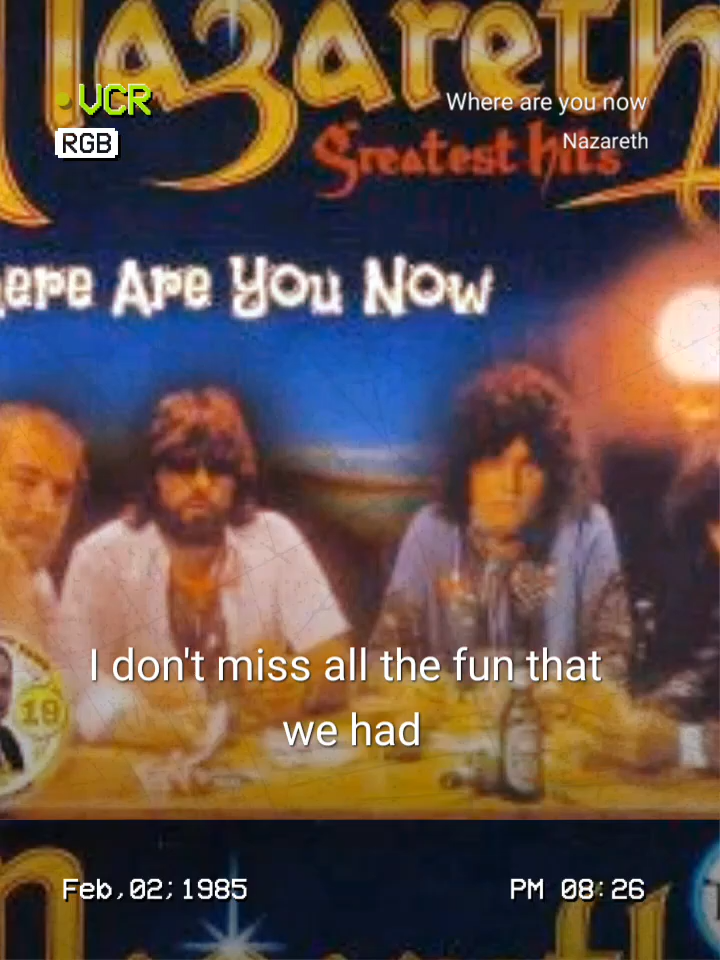 Nazareth
VCR
Where are you now
RGB
Nazareth
Greatest hits
ere Are You Now
I don't miss all the fun that
we had
19
Feb,02;1985
PM 08:26